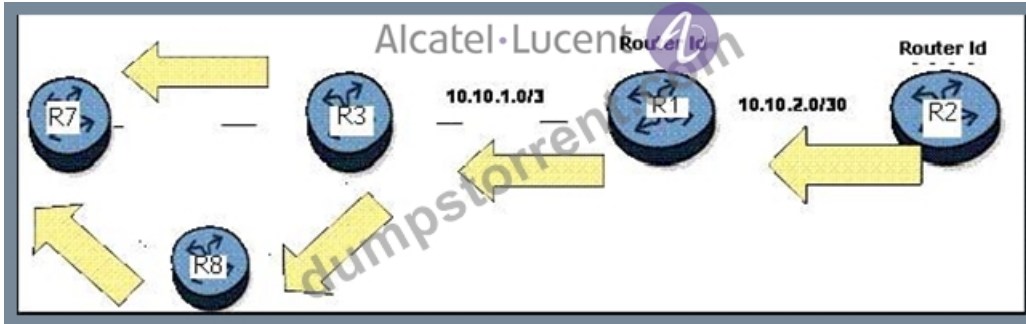 Alcatel·Lucent
Router Id
Router Id
10.10.1.0/3
10.10.2.0/30
R7
R3
R1
R2
R8
dumpstorrent.com